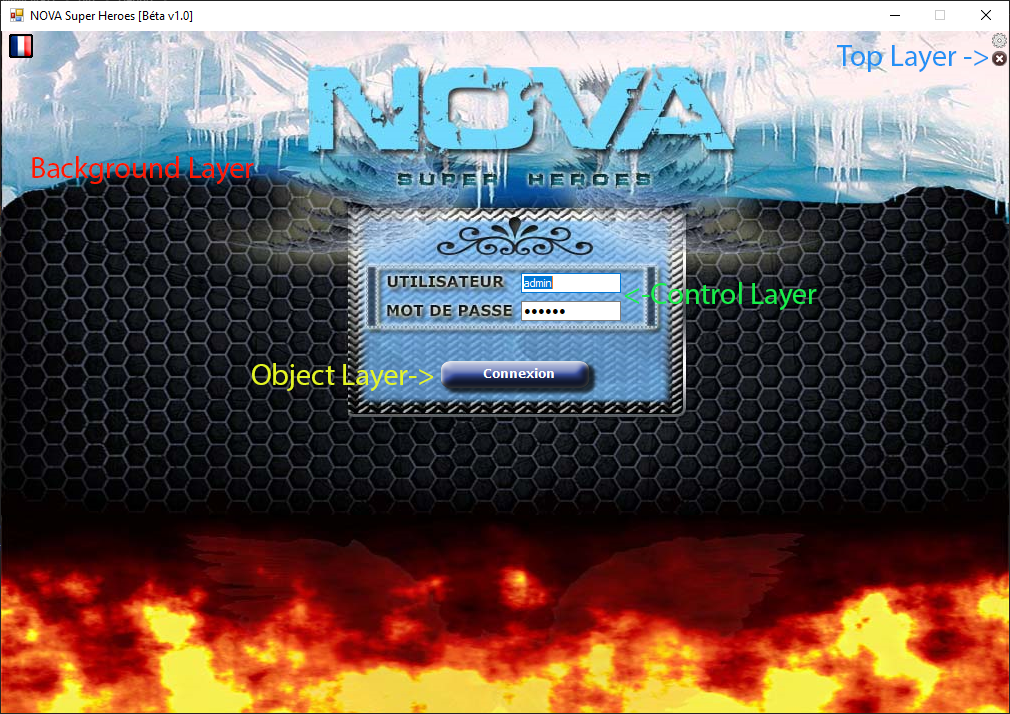 NOVA Super Heroes [Béta v1.0]
Top Layer ->
NOVA
SUPER HEROES
Background Layer
UTILISATEUR admin
<-Control Layer
MOT DE PASSE ••••••
Object Layer->
Connexion